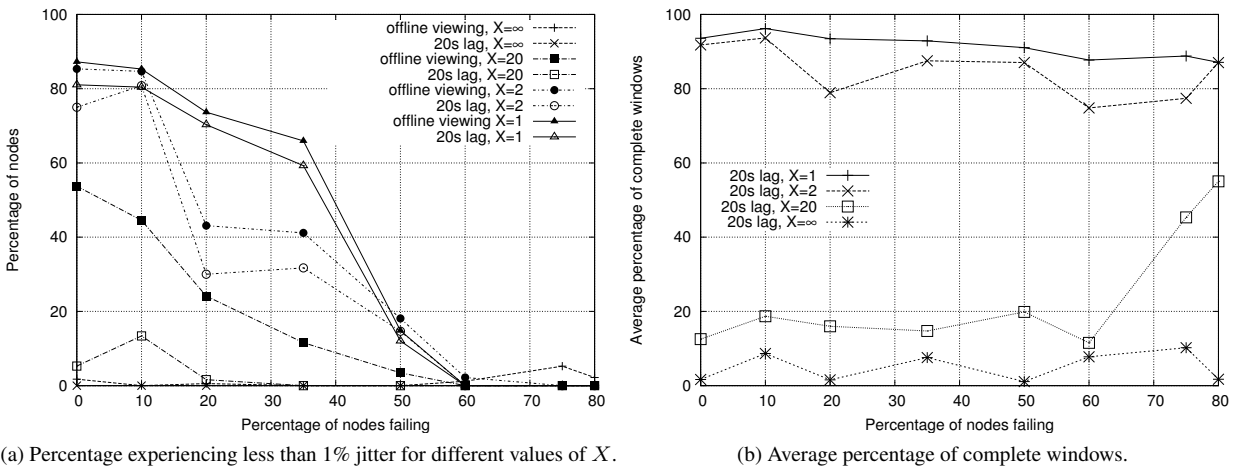 100
80
60
40
20
0
Percentage of nodes
offline viewing, X=∞
20s lag, X=∞
offline viewing, X=20
20s lag, X=20
offline viewing, X=2
20s lag, X=2
offline viewing X=1
20s lag, X=1
0 10 20 30 40 50 60 70 80
Percentage of nodes failing
(a) Percentage experiencing less than 1% jitter for different values of X.
100
80
60
40
20
0
Average percentage of complete windows
20s lag, X=1
20s lag, X=2
20s lag, X=20
20s lag, X=∞
0 10 20 30 40 50 60 70 80
Percentage of nodes failing
(b) Average percentage of complete windows.